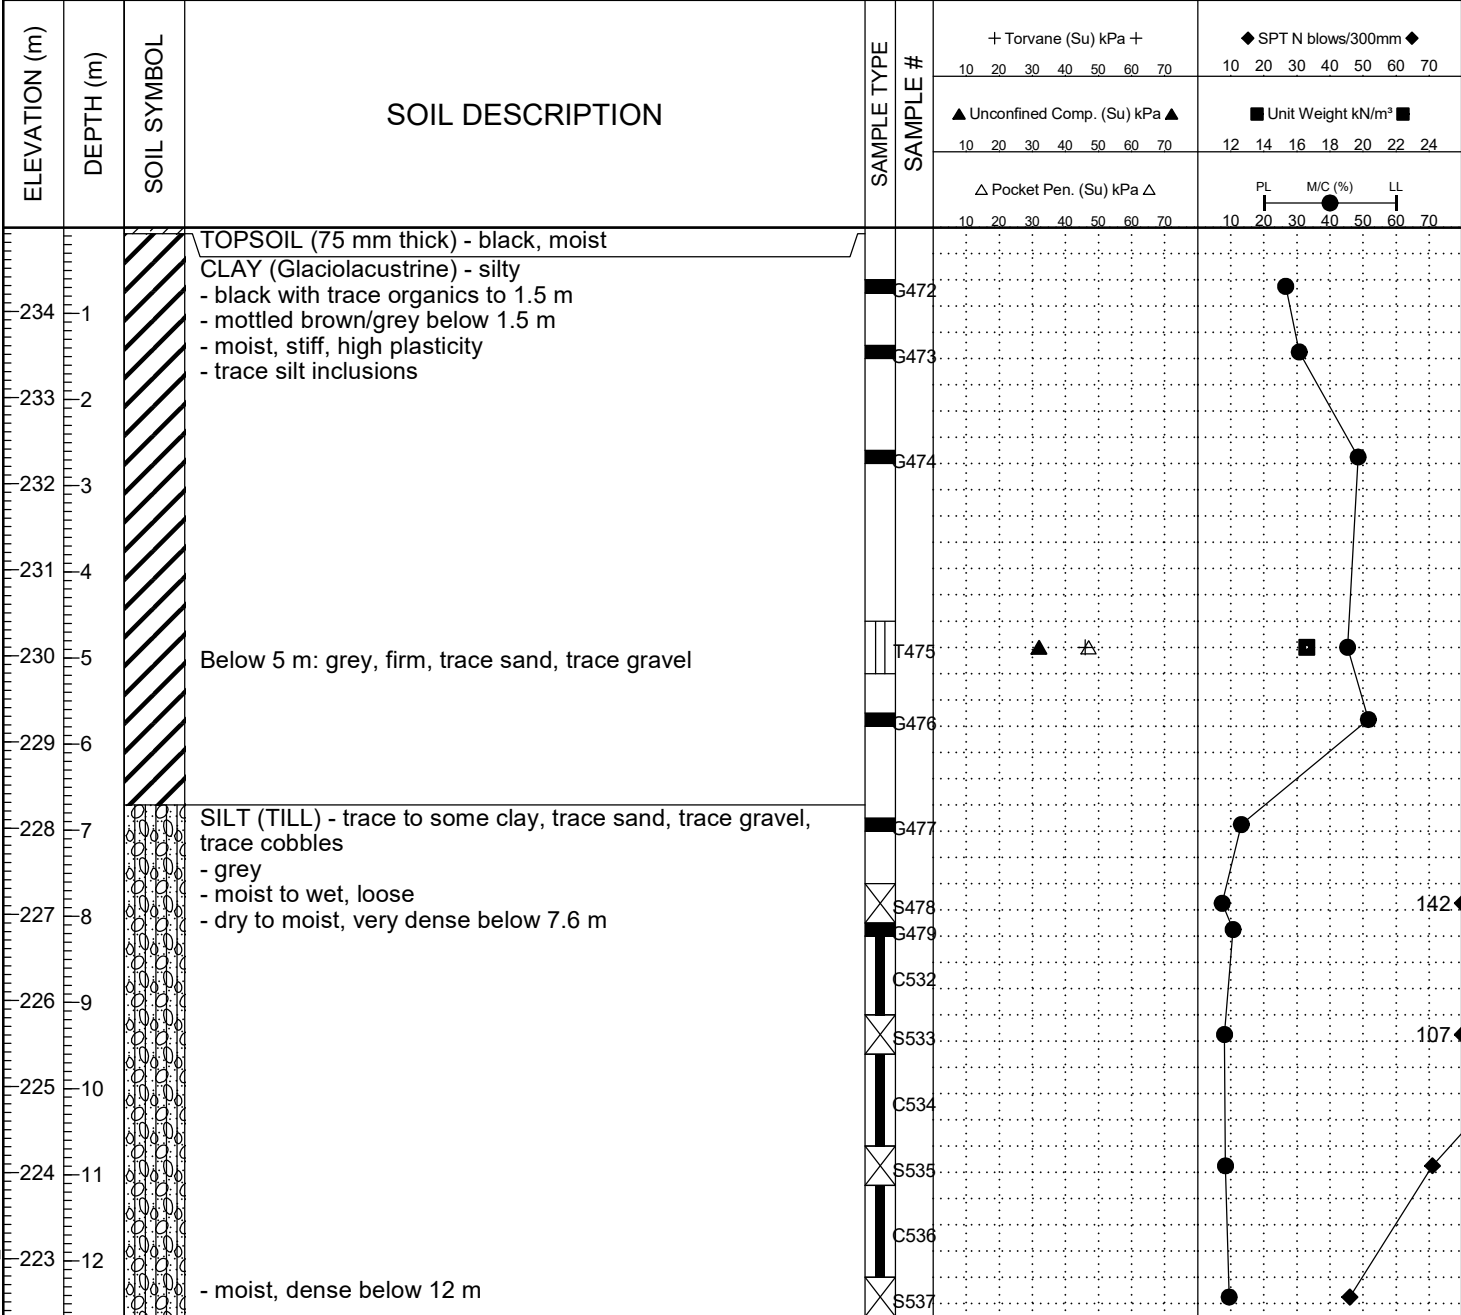 ELEVATION (m)
DEPTH (m)
SOIL SYMBOL
SOIL DESCRIPTION
SAMPLE TYPE
SAMPLE #
Torvane (Su) kPa
10 20 30 40 50 60 70
Unconfined Comp. (Su) kPa
10 20 30 40 50 60 70
Pocket Pen. (Su) kPa
10 20 30 40 50 60 70
SPT N blows/300mm
10 20 30 40 50 60 70
Unit Weight kN/m³
12 14 16 18 20 22 24
PL M/C (%) LL
10 20 30 40 50 60 70
TOPSOIL (75 mm thick) - black, moist
CLAY (Glaciolacustrine) - silty
- black with trace organics to 1.5 m
- mottled brown/grey below 1.5 m
- moist, stiff, high plasticity
- trace silt inclusions
Below 5 m: grey, firm, trace sand, trace gravel
SILT (TILL) - trace to some clay, trace sand, trace gravel,
trace cobbles
- grey
- moist to wet, loose
- dry to moist, very dense below 7.6 m
- moist, dense below 12 m
234 1
233 2
232 3
231 4
230 5
229 6
228 7
227 8
226 9
225 10
224 11
223 12
G472
G473
G474
T475
G476
G477
S478
G479
C532
S533
C534
S535
C536
S537
142
107